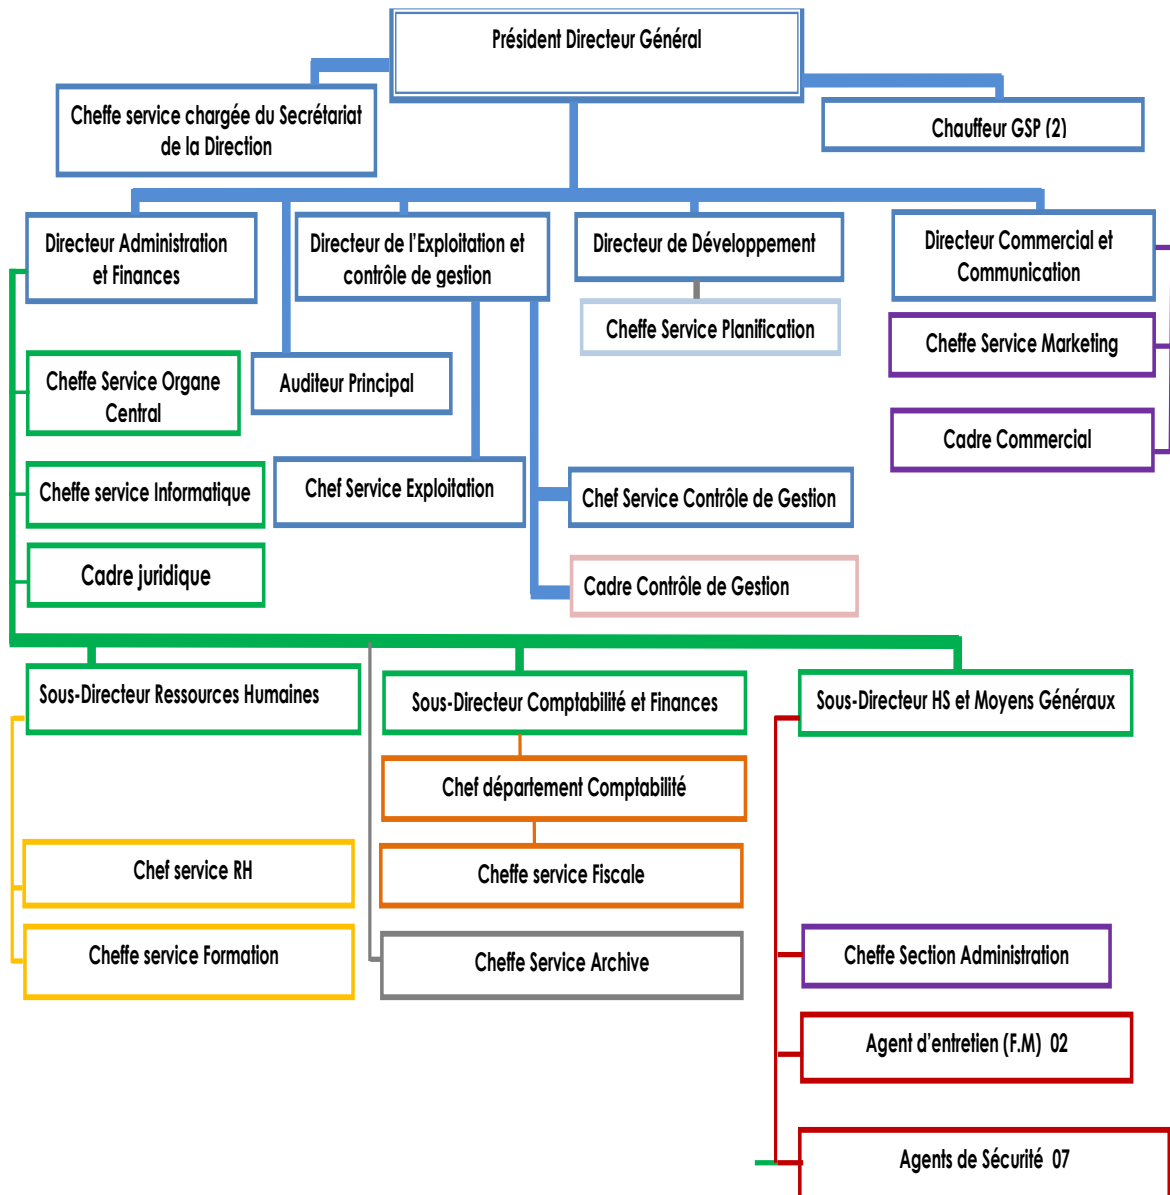 Président Directeur Général
Cheffe service chargée du Secrétariat
de la Direction
Chauffeur GSP (2)
Directeur Administration
et Finances
Directeur de l'Exploitation et
contrôle de gestion
Directeur de Développement
Directeur Commercial et
Communication
Cheffe Service Planification
Cheffe Service Marketing
Cheffe Service Organe
Central
Auditeur Principal
Cadre Commercial
Cheffe service Informatique
Chef Service Exploitation
Chef Service Contrôle de Gestion
Cadre juridique
Cadre Contrôle de Gestion
Sous-Directeur Ressources Humaines
Sous-Directeur Comptabilité et Finances
Sous-Directeur HS et Moyens Généraux
Chef département Comptabilité
Chef service RH
Cheffe service Fiscale
Cheffe service Formation
Cheffe Service Archive
Cheffe Section Administration
Agent d'entretien (F.M) 02
Agents de Sécurité 07